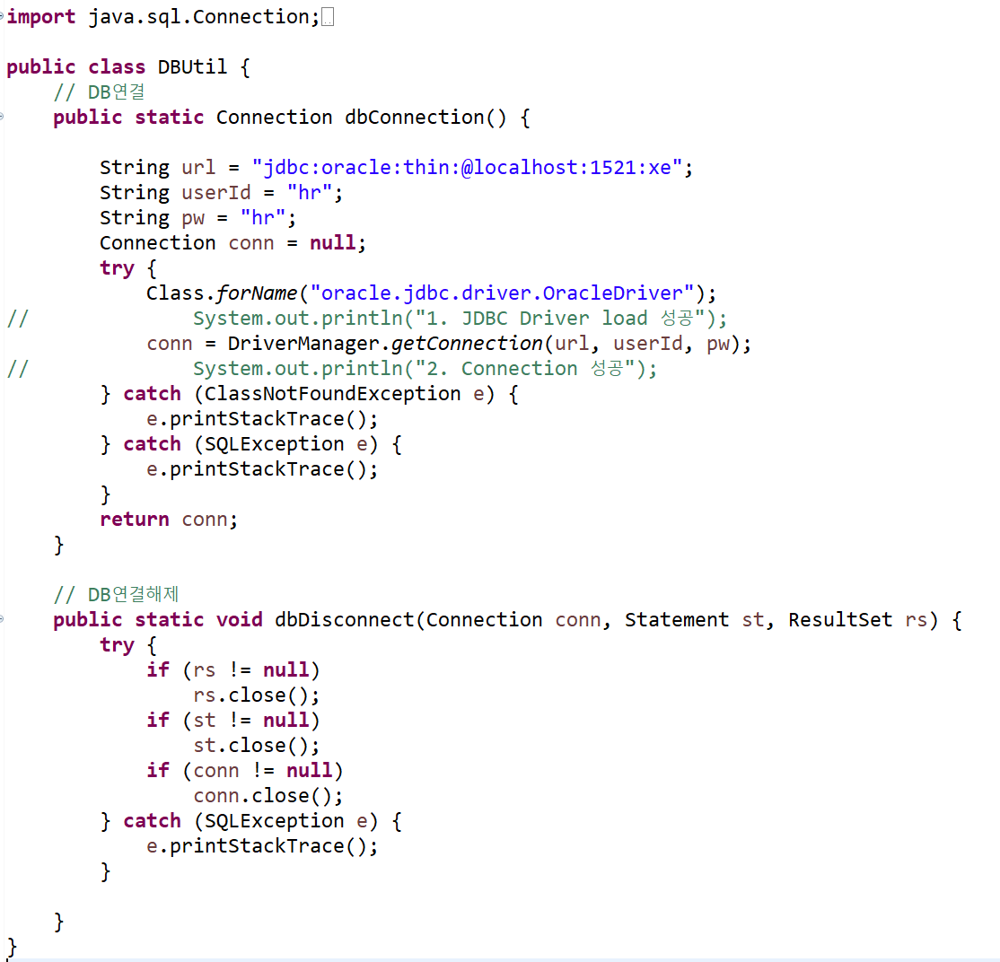 import java.sql.Connection;

public class DBUtil {
    // DB연결
    public static Connection dbConnection() {

        String url = "jdbc:oracle:thin:@localhost:1521:xe";
        String userId = "hr";
        String pw = "hr";
        Connection conn = null;
        try {
            Class.forName("oracle.jdbc.driver.OracleDriver");
//              System.out.println("1. JDBC Driver load 성공");
            conn = DriverManager.getConnection(url, userId, pw);
//              System.out.println("2. Connection 성공");
        } catch (ClassNotFoundException e) {
            e.printStackTrace();
        } catch (SQLException e) {
            e.printStackTrace();
        }
        return conn;
    }

    // DB연결해제
    public static void dbDisconnect(Connection conn, Statement st, ResultSet rs) {
        try {
            if (rs != null)
                rs.close();
            if (st != null)
                st.close();
            if (conn != null)
                conn.close();
        } catch (SQLException e) {
            e.printStackTrace();
        }

    }
}